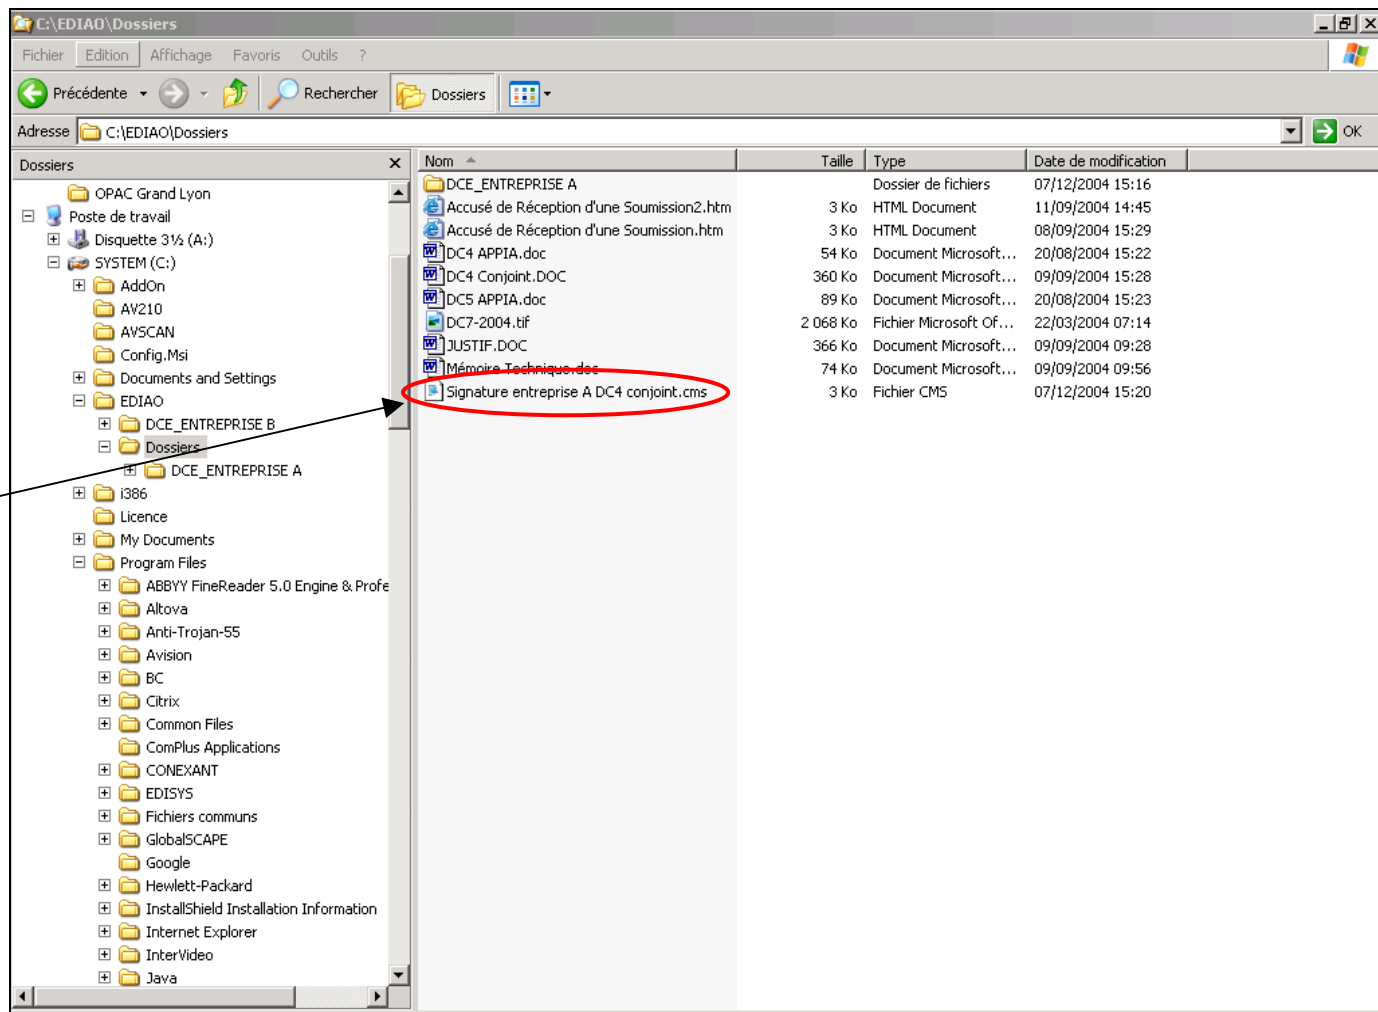 C:\EDIAO\Dossiers
Fichier Edition Affichage Favoris Outils ?
Précédente Rechercher Dossiers
Adresse C:\EDIAO\Dossiers OK
Dossiers
OPAC Grand Lyon
Poste de travail
Disquette 3½ (A:)
SYSTEM (C:)
AddOn
AV210
AVSCAN
Config.Msi
Documents and Settings
EDIAO
DCE_ENTREPRISE B
Dossiers
DCE_ENTREPRISE A
i386
Licence
My Documents
Program Files
ABBYY FineReader 5.0 Engine & Profe
Altova
Anti-Trojan-55
Avision
BC
Citrix
Common Files
ComPlus Applications
CONEXANT
EDISYS
Fichiers communs
GlobalSCAPE
Google
Hewlett-Packard
InstallShield Installation Information
Internet Explorer
InterVideo
Java
Nom Taille Type Date de modification
DCE_ENTREPRISE A Dossier de fichiers 07/12/2004 15:16
Accusé de Réception d'une Soumission2.htm 3 Ko HTML Document 11/09/2004 14:45
Accusé de Réception d'une Soumission.htm 3 Ko HTML Document 08/09/2004 15:29
DC4 APPIA.doc 54 Ko Document Microsoft... 20/08/2004 15:22
DC4 Conjoint.DOC 360 Ko Document Microsoft... 09/09/2004 15:28
DC5 APPIA.doc 89 Ko Document Microsoft... 20/08/2004 15:23
DC7-2004.tif 2 068 Ko Fichier Microsoft Of... 22/03/2004 07:14
JUSTIF.DOC 366 Ko Document Microsoft... 09/09/2004 09:28
Mémoire Technique.doc 74 Ko Document Microsoft... 09/09/2004 09:56
Signature entreprise A DC4 conjoint.cms 3 Ko Fichier CMS 07/12/2004 15:20